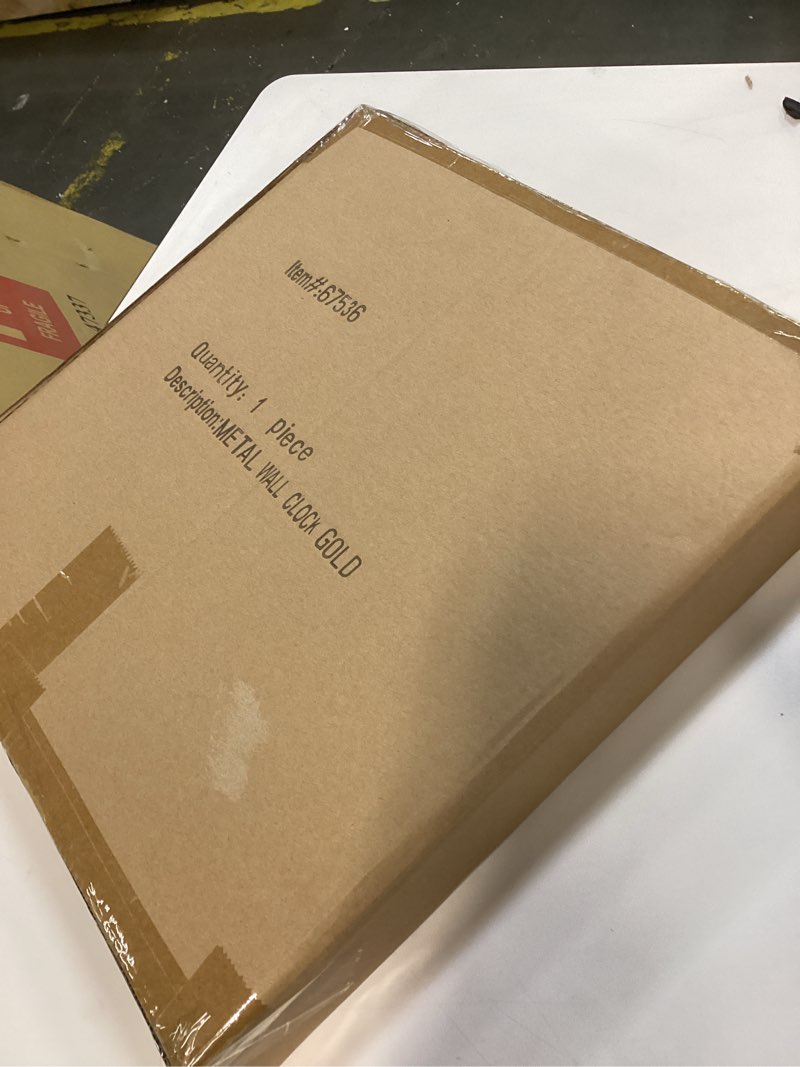 Item#:67536
Quantity: 1 piece
Description:METAL WALL CLOCK GOLD
FRAGILE